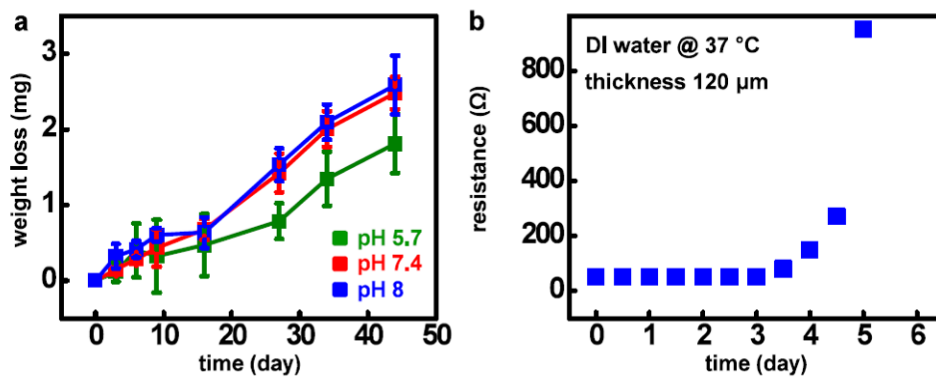 a
weight loss (mg)
3
2
1
0
pH 5.7
pH 7.4
pH 8
0 10 20 30 40 50
time (day)
b
resistance (Ω)
800
600
400
200
0
DI water @ 37 °C
thickness 120 µm
0 1 2 3 4 5 6
time (day)